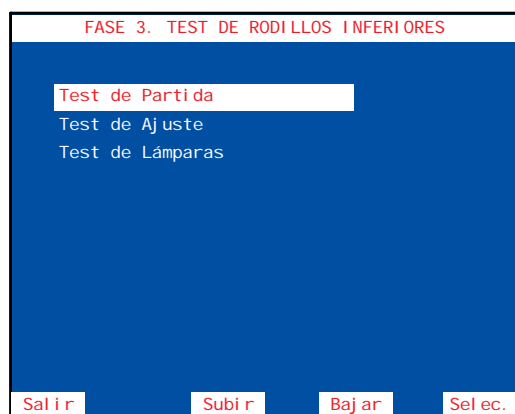 FASE 3. TEST DE RODILLOS INFERIORES
Test de Partida
Test de Ajuste
Test de Lámparas
Salir Subir Bajar Selec.